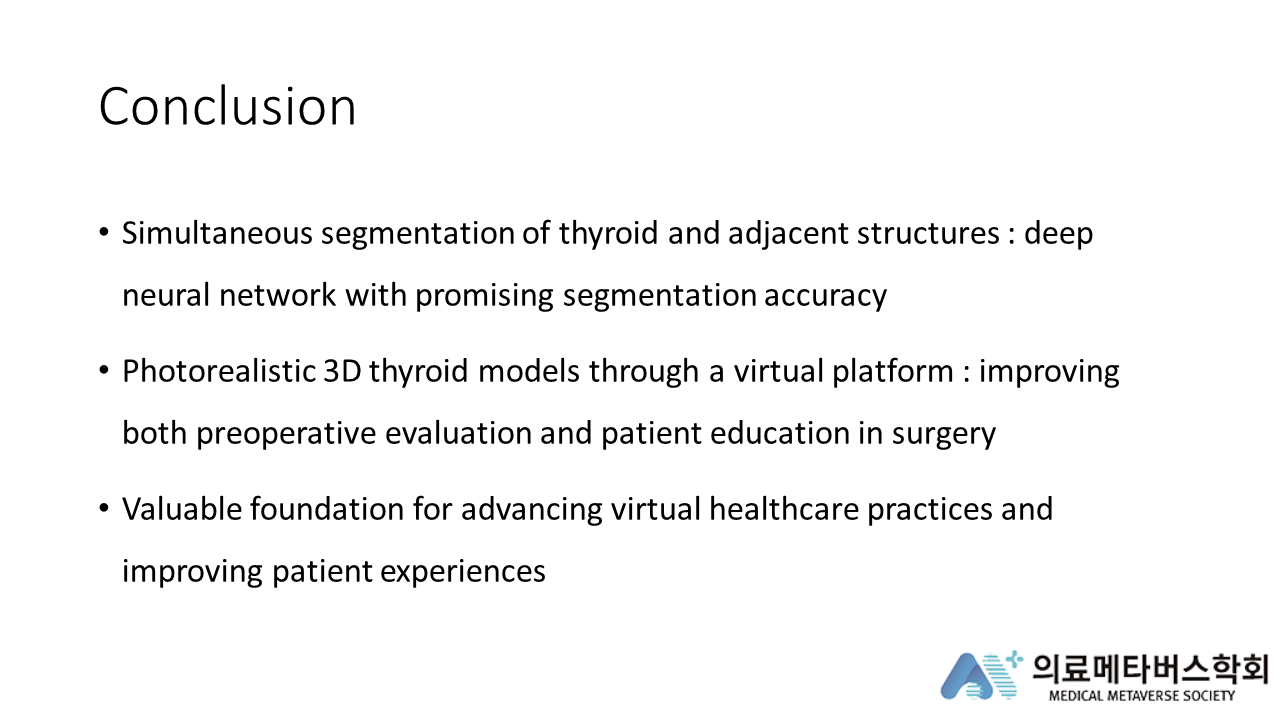 Conclusion
• Simultaneous segmentation of thyroid and adjacent structures : deep
neural network with promising segmentation accuracy
• Photorealistic 3D thyroid models through a virtual platform : improving
both preoperative evaluation and patient education in surgery
• Valuable foundation for advancing virtual healthcare practices and
improving patient experiences
의료메타버스학회
MEDICAL METAVERSE SOCIETY